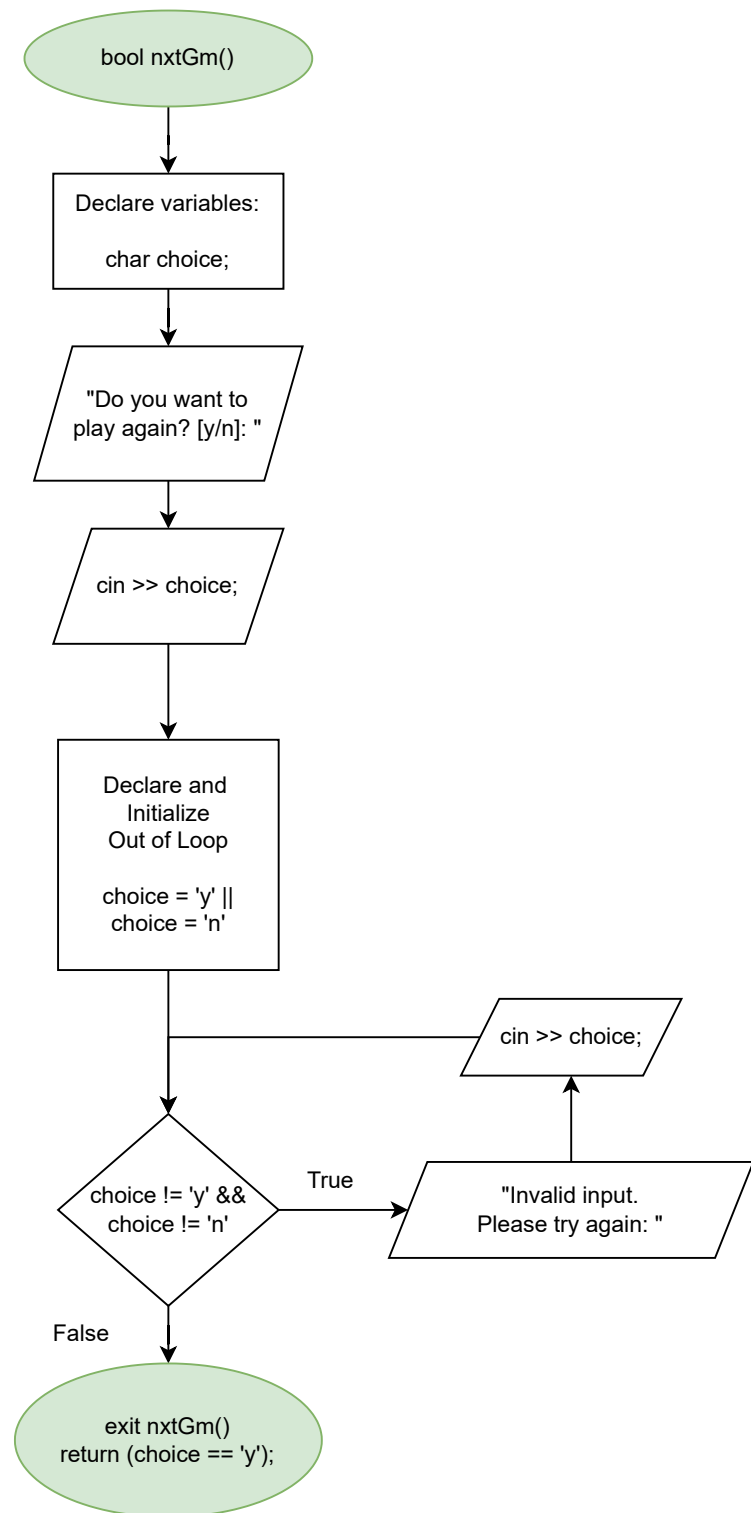 bool nxtGm()
Declare variables:
char choice;
"Do you want to
play again? [y/n]: "
cin >> choice;
Declare and
Initialize
Out of Loop
choice = 'y' ||
choice = 'n'
cin >> choice;
choice != 'y' &&
choice != 'n'
True
"Invalid input.
Please try again: "
False
exit nxtGm()
return (choice == 'y');